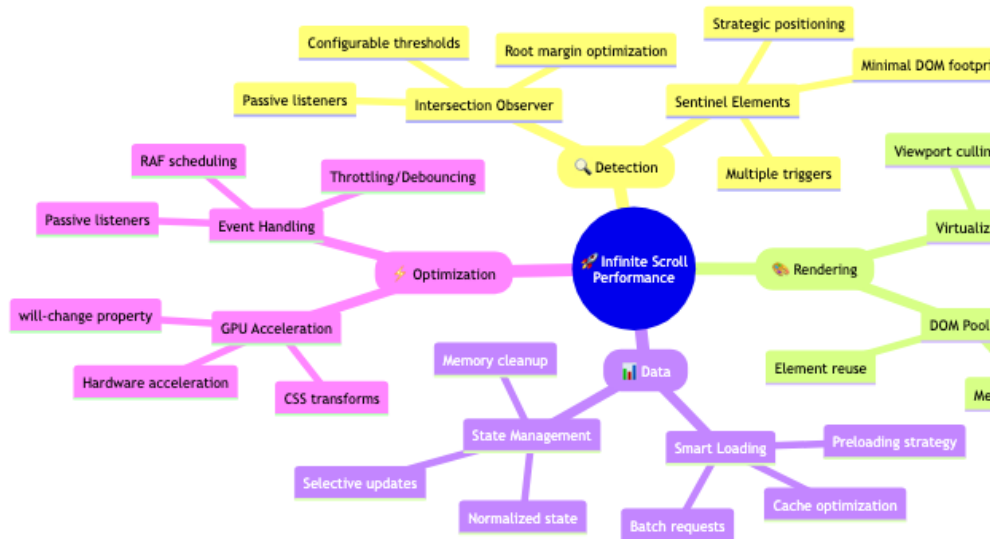 Strategic positioning
Configurable thresholds
Root margin optimization
Minimal DOM footpri
Passive listeners
Intersection Observer
Sentinel Elements
Viewport cullin
RAF scheduling
🔍 Detection
Throttling/Debouncing
Multiple triggers
Passive listeners
Event Handling
Virtualiz
🚀 Infinite Scroll
Performance
⚡ Optimization
🎨 Rendering
will-change property
GPU Acceleration
DOM Pool
Memory cleanup
📊 Data
Element reuse
Hardware acceleration
CSS transforms
Me
State Management
Smart Loading
Preloading strategy
Selective updates
Cache optimization
Normalized state
Batch requests